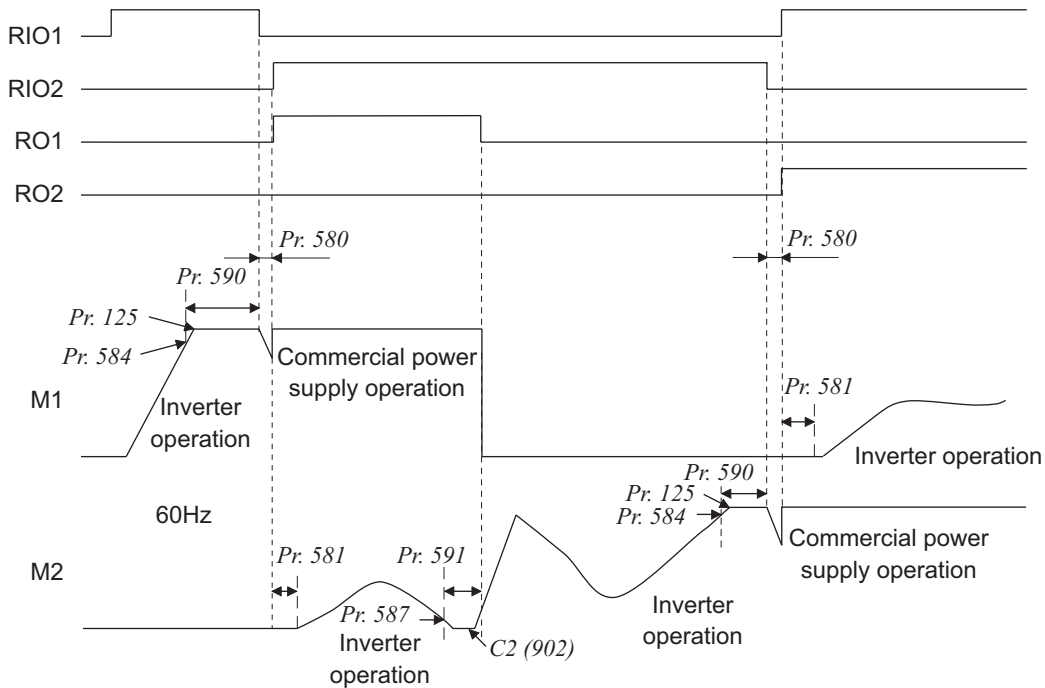 RIO1
RIO2
RO1
RO2
Pr. 580
Pr. 580
Pr. 590
Pr. 125
Pr. 584
Commercial power
supply operation
Pr. 581
M1
Inverter
operation
Inverter operation
Pr. 590
Pr. 125
60Hz
Pr. 584
Commercial power
supply operation
Pr. 581
Pr. 591
M2
Pr. 587
Inverter
operation
Inverter
operation
C2 (902)